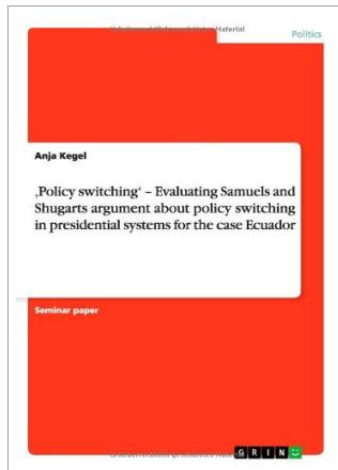 Politics
Anja Kegel
‚Policy switching‘ – Evaluating Samuels and
Shugarts argument about policy switching
in presidential systems for the case Ecuador
Seminar paper
G R I N